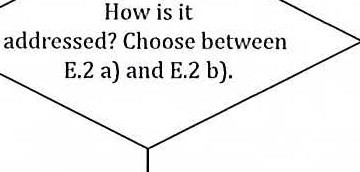 How is it
addressed? Choose between
E.2 a) and E.2 b).